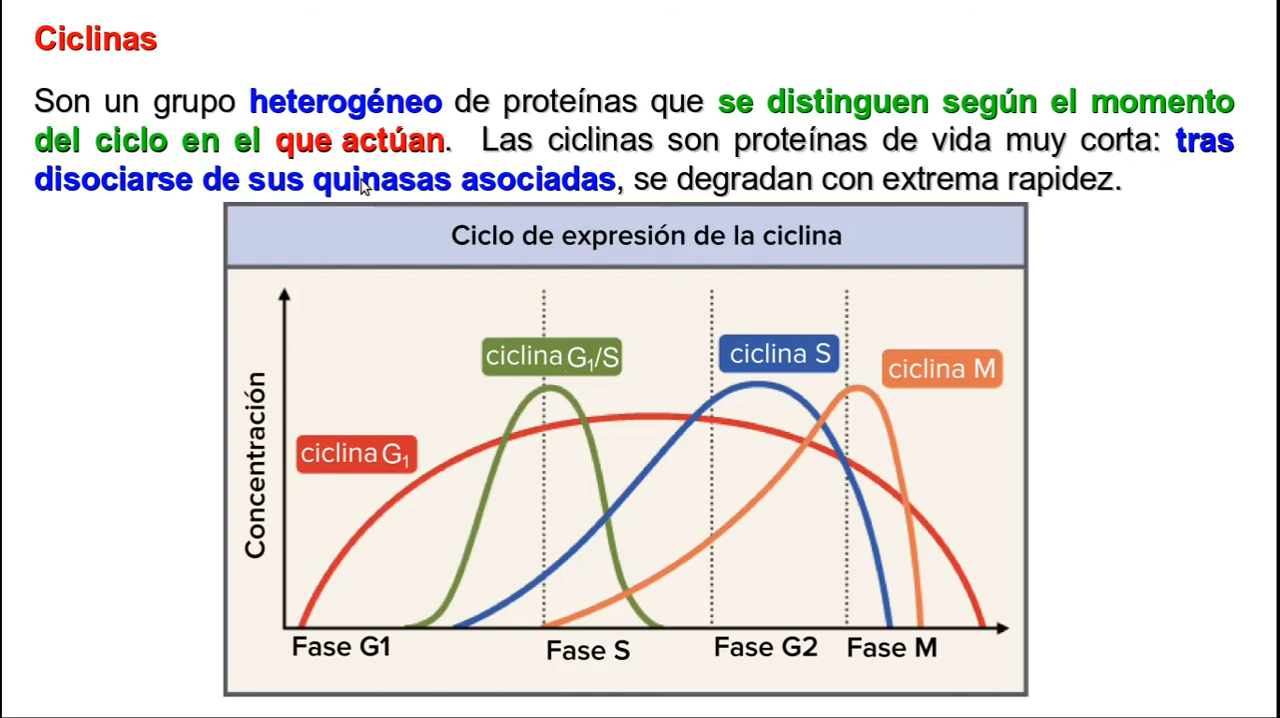 Ciclinas
Son un grupo heterogéneo de proteínas que se distinguen según el momento
del ciclo en el que actúan. Las ciclinas son proteínas de vida muy corta: tras
disociarse de sus quinasas asociadas, se degradan con extrema rapidez.
Ciclo de expresión de la ciclina
ciclina G₁/S
ciclina S
ciclina M
ciclina G₁
Concentración
Fase G1
Fase S
Fase G2
Fase M